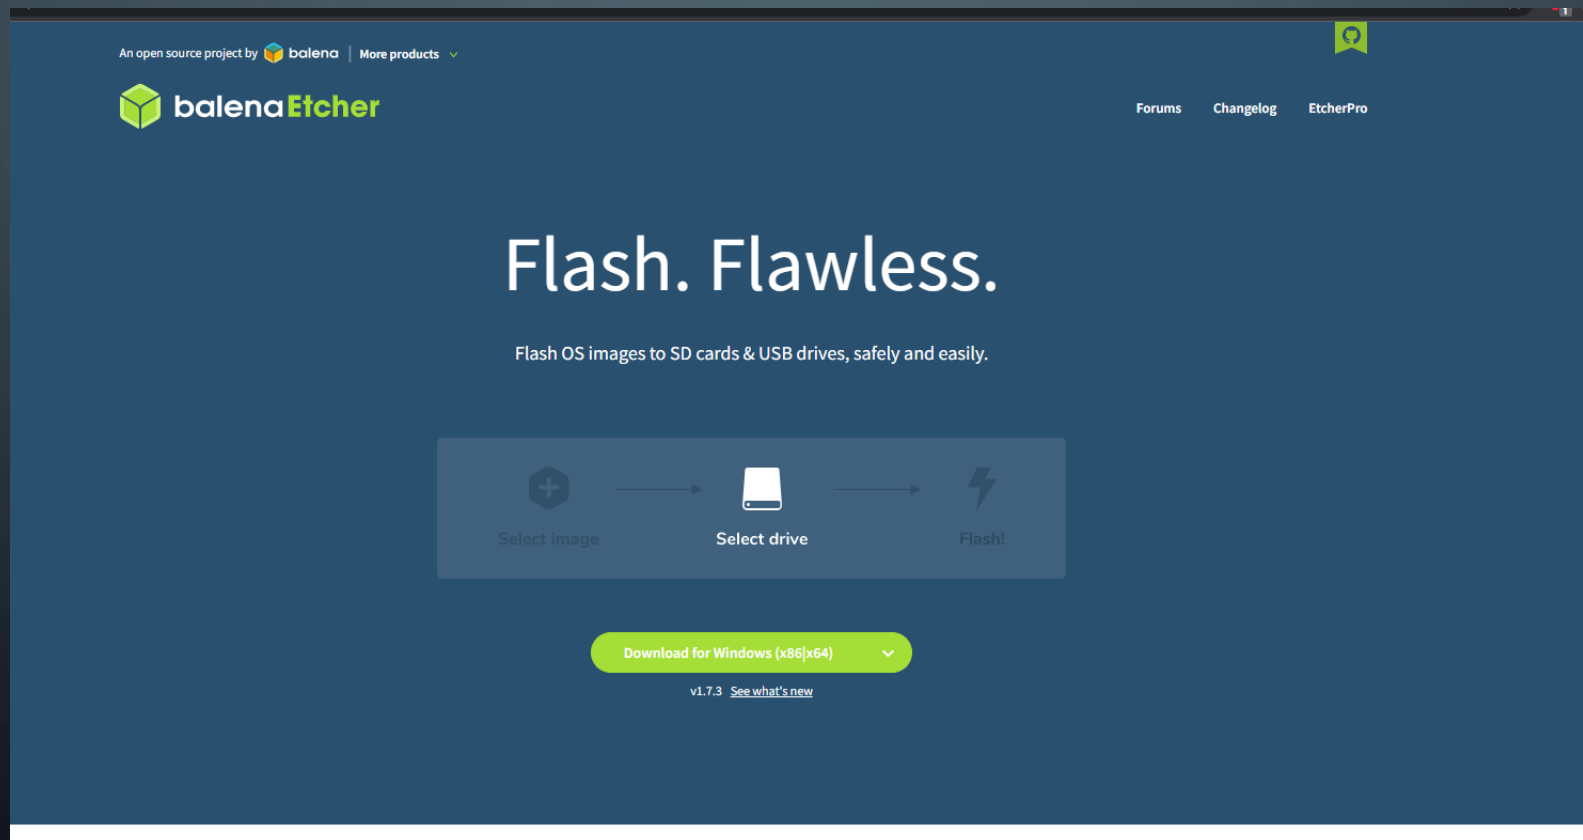 1
An open source project by balena | More products
balenaEtcher
Forums Changelog EtcherPro
Flash. Flawless.
Flash OS images to SD cards & USB drives, safely and easily.
Select image Select drive Flash!
Download for Windows (x86|x64)
v1.7.3 See what's new